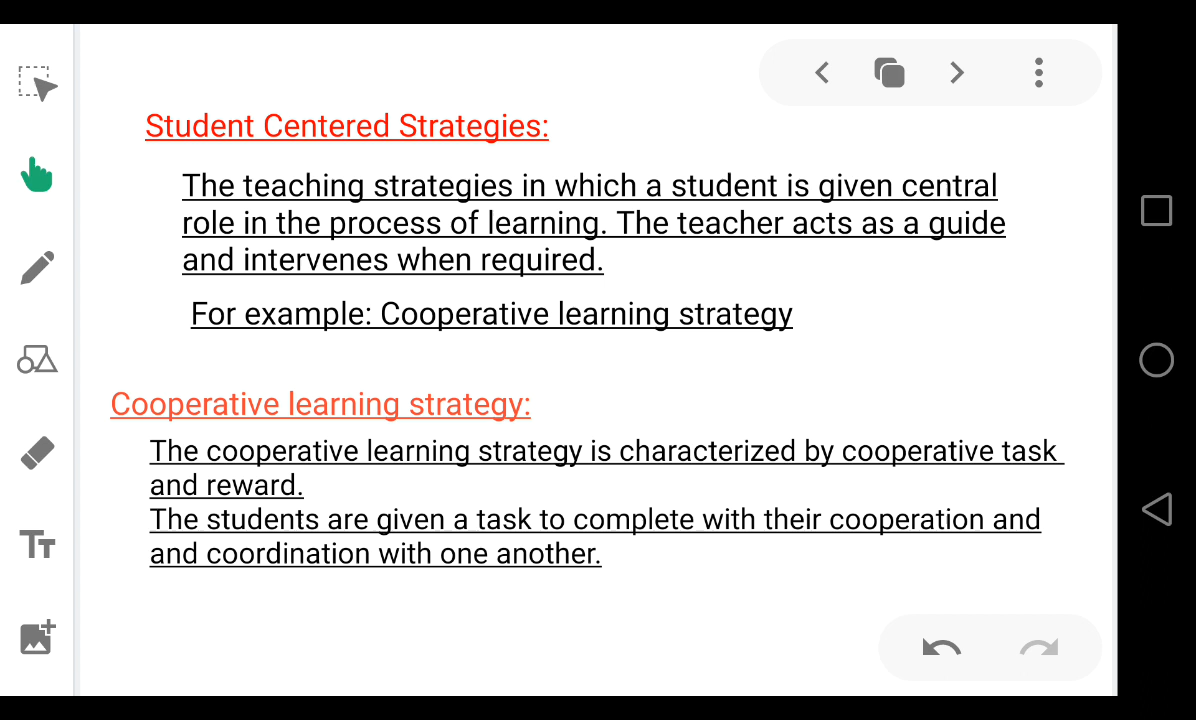 Student Centered Strategies:
The teaching strategies in which a student is given central
role in the process of learning. The teacher acts as a guide
and intervenes when required.
For example: Cooperative learning strategy
Cooperative learning strategy:
The cooperative learning strategy is characterized by cooperative task
and reward.
The students are given a task to complete with their cooperation and
and coordination with one another.
TT